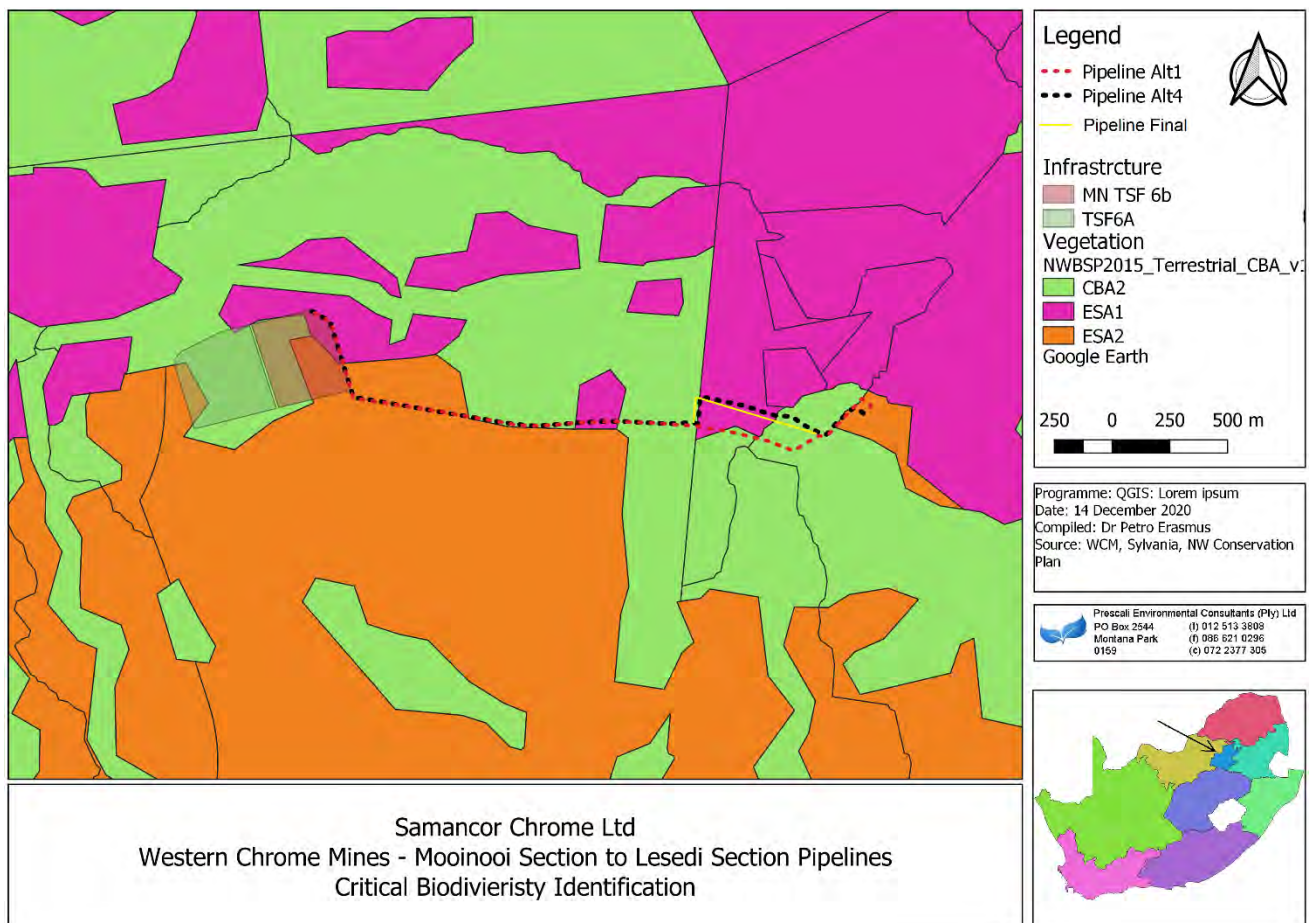 Legend
Pipeline Alt1
Pipeline Alt4
Pipeline Final
Infrastrcture
MN TSF 6b
TSF6A
Vegetation
NWBSP2015_Terrestrial_CBA_v1
CBA2
ESA1
ESA2
Google Earth
250 0 250 500 m
Programme: QGIS: Lorem ipsum
Date: 14 December 2020
Compiled: Dr Petro Erasmus
Source: WCM, Sylvania, NW Conservation
Plan
Prescali Environmental Consultants (Pty) Ltd
PO Box 2544 (t) 012 513 3808
Montana Park (f) 086 621 0296
0159 (c) 072 2377 305
Samancor Chrome Ltd
Western Chrome Mines - Mooinooi Section to Lesedi Section Pipelines
Critical Biodivieristy Identification